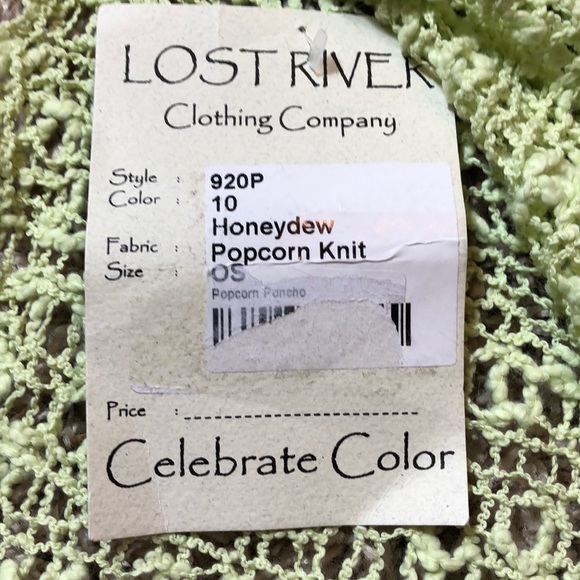 LOST RIVER
Clothing Company
Style : 920P
Color : 10
Honeydew
Fabric : Popcorn Knit
Size : OS
Popcorn Poncho
Price : ------------------------
Celebrate Color